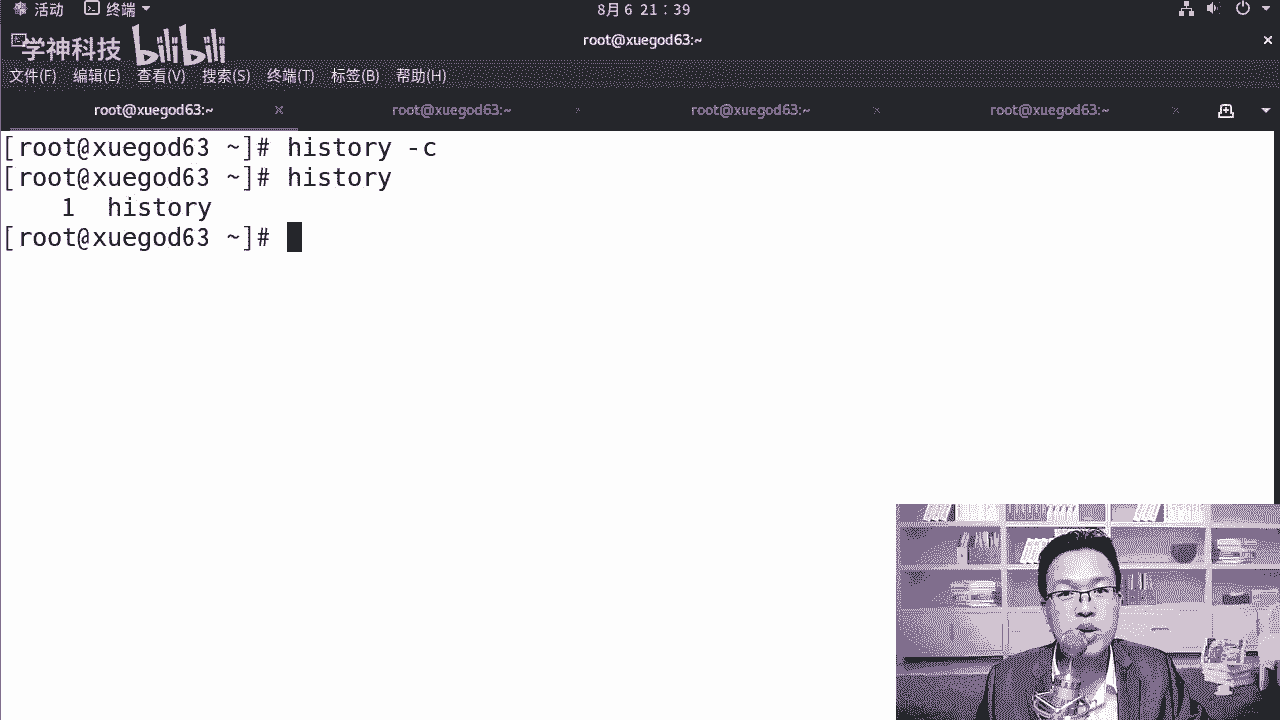 活动 终端 8月 6 21：39
学神科技 bilibili
root@xuegod63:~
文件(F) 编辑(E) 查看(V) 搜索(S) 终端(T) 标签(B) 帮助(H)
root@xuegod63:~ root@xuegod63:~ root@xuegod63:~ root@xuegod63:~
[root@xuegod63 ~]# history -c
[root@xuegod63 ~]# history
1 history
[root@xuegod63 ~]#